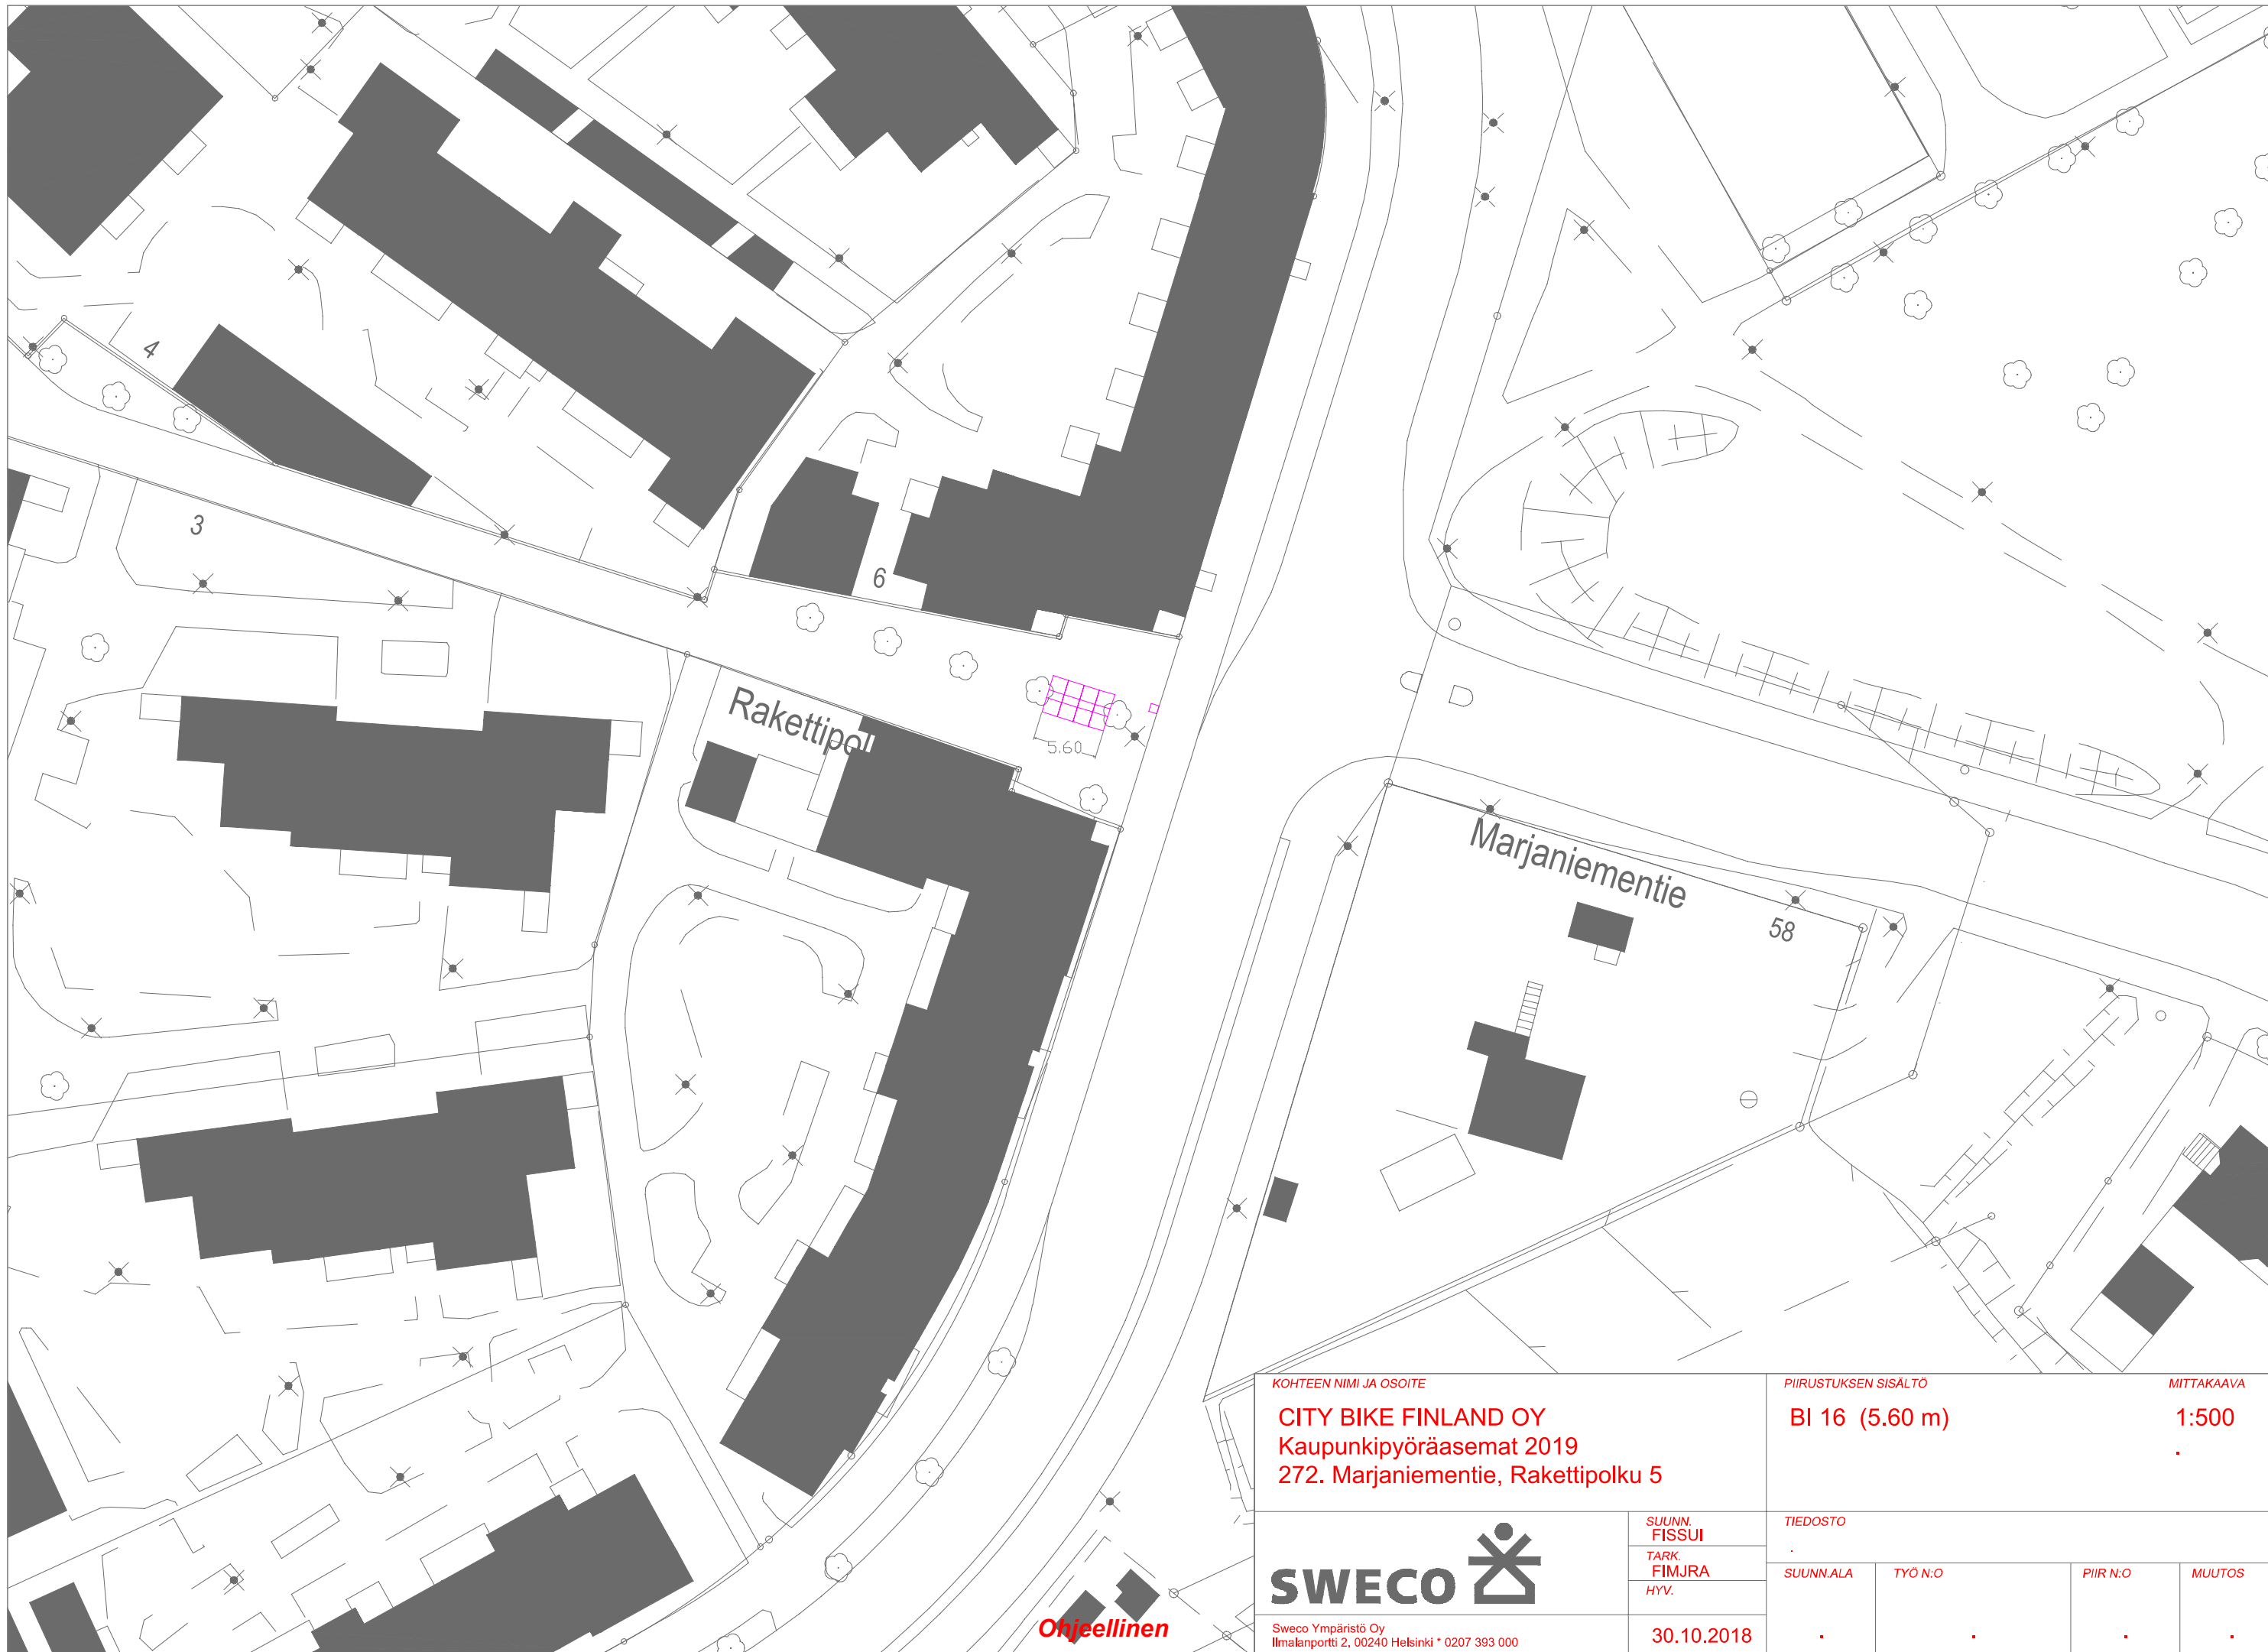 4
3
6
Rakettipol
5.60
Marjaniementie
58
KOHTEEN NIMI JA OSOITE
CITY BIKE FINLAND OY
Kaupunkipyöräasemat 2019
272. Marjaniementie, Rakettipolku 5
PIIRUSTUKSEN SISÄLTÖ
MITTAKAAVA
BI 16 (5.60 m)
1:500
.
SWECO
SUUNN.
FISSUI
TARK.
FIMJRA
HYV.
30.10.2018
TIEDOSTO
.
SUUNN.ALA
TYÖ N:O
PIIR N:O
MUUTOS
. . . .
Sweco Ympäristö Oy
Ilmalanportti 2, 00240 Helsinki * 0207 393 000
Ohjeellinen